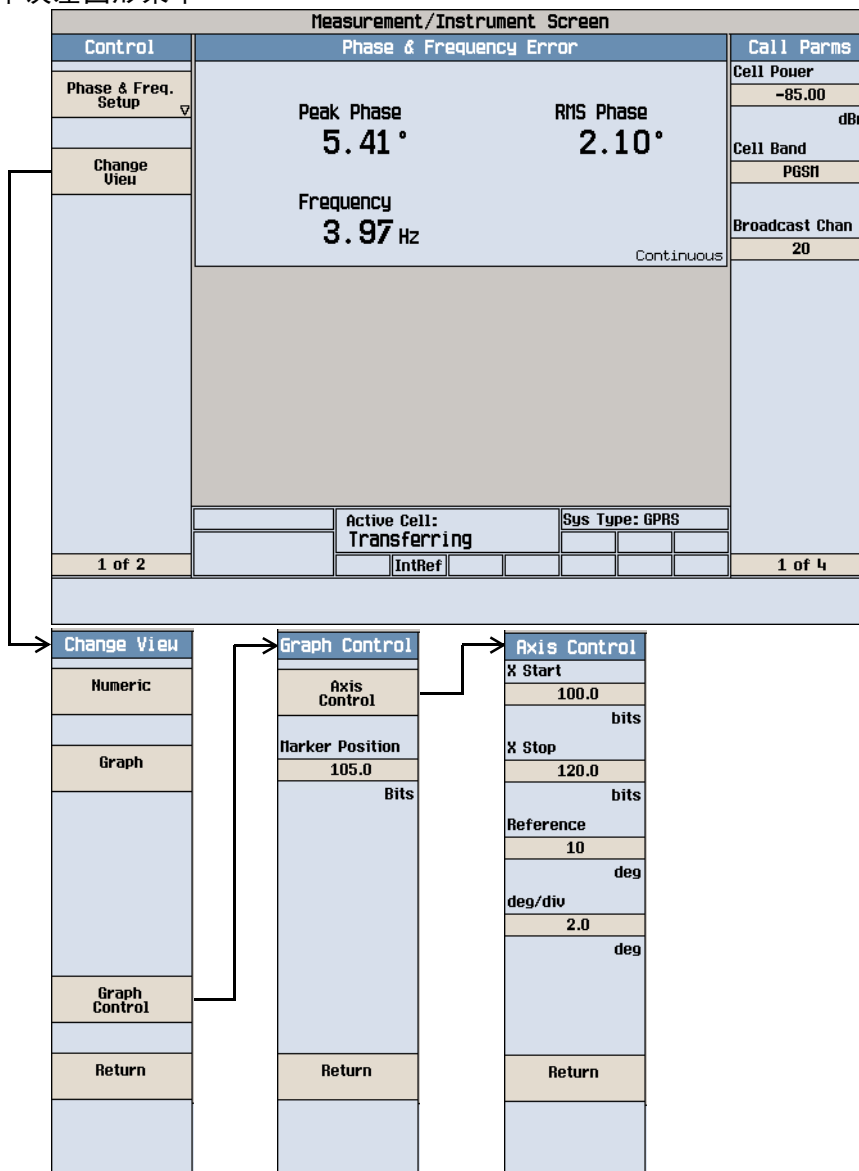 Measurement/Instrument Screen
Control
Phase & Freq.
Setup
Change
View
1 of 2
Phase & Frequency Error
Peak Phase
5.41°
RMS Phase
2.10°
Frequency
3.97 Hz
Continuous
Active Cell:
Transferring
Sys Type: GPRS
IntRef
Call Parms
Cell Power
-85.00
Cell Band
PGSM
Broadcast Chan
20
1 of 4
Change View
Numeric
Graph
Graph
Control
Return
Graph Control
Axis
Control
Marker Position
105.0
Bits
Return
Axis Control
X Start
100.0
bits
X Stop
120.0
bits
Reference
10
deg
deg/div
2.0
deg
Return